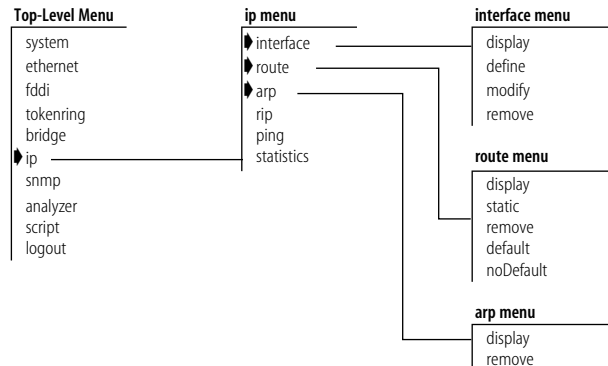 Top-Level Menu
system
ethernet
fddi
tokenring
bridge
ip
snmp
analyzer
script
logout
ip menu
interface
route
arp
rip
ping
statistics
interface menu
display
define
modify
remove
route menu
display
static
remove
default
noDefault
arp menu
display
remove